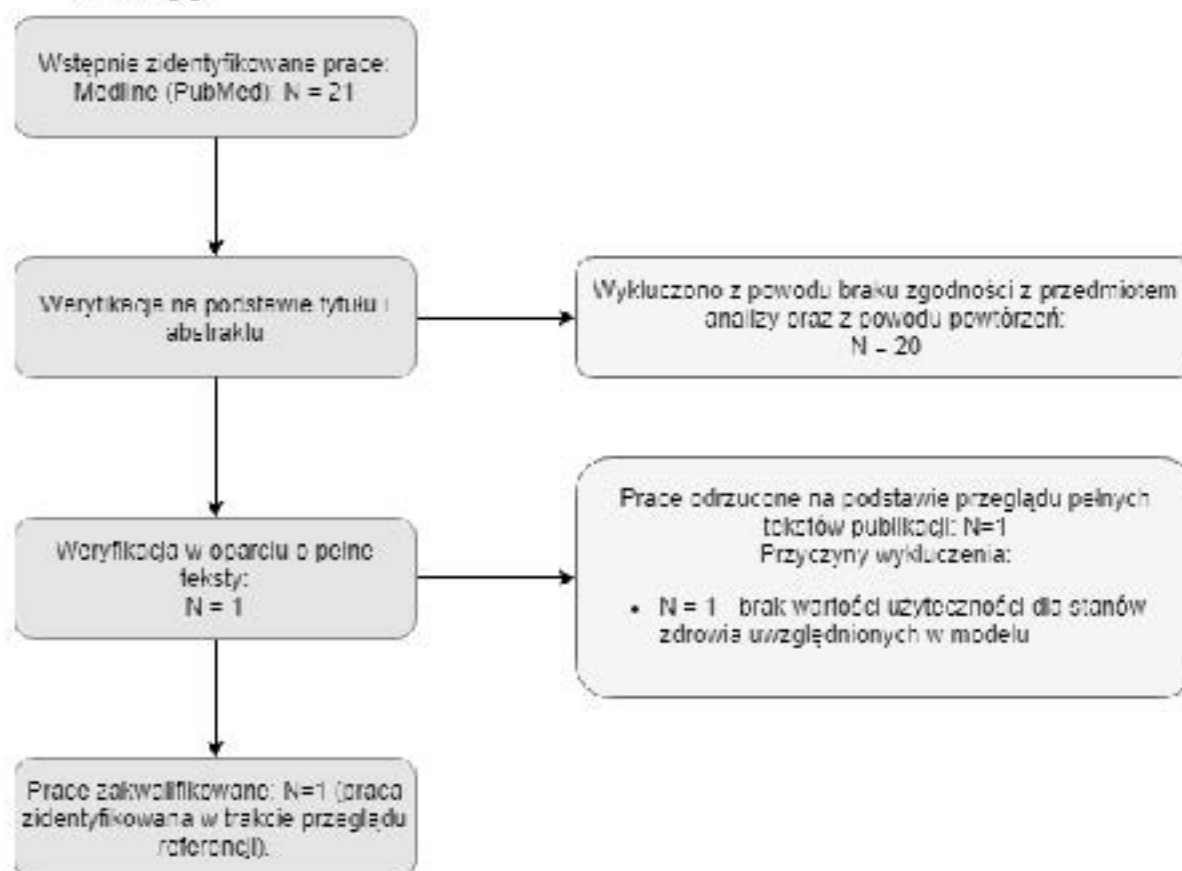 Wstępnie zidentyfikowane prace:
Medline (PubMed): N = 21
Weryfikacja na podstawie tytułu i
abstraktu
Wykluczono z powodu braku zgodności z przedmiotem
analizy oraz z powodu powtórzeń:
N = 20
Weryfikacja w oparciu o pełne
teksty:
N = 1
Prace odrzucone na podstawie przeglądu pełnych
tekstów publikacji: N=1
Przyczyny wykluczenia:
• N = 1 brak wartości użyteczności dla stanów
zdrowia uwzględnionych w modelu
Prace zakwalifikowane: N=1 (praca
zidentyfikowana w trakcie przeglądu
referencji).